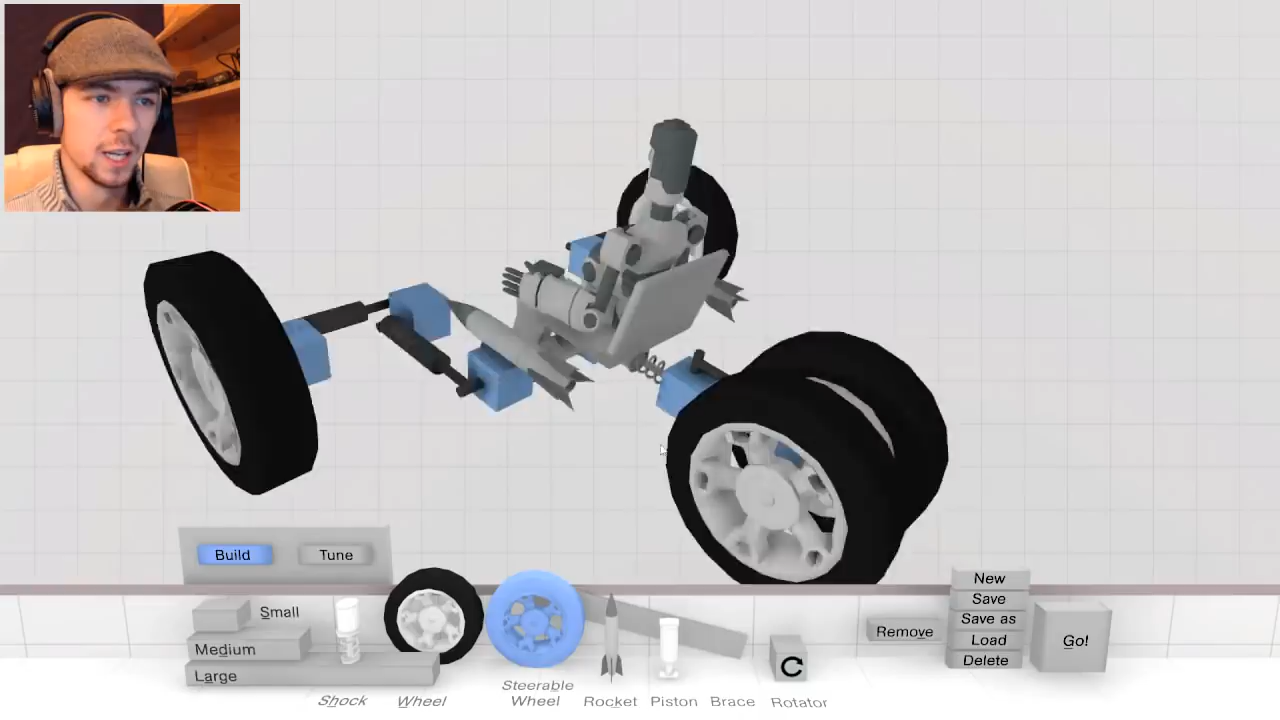 Build
Tune
Small
Medium
Large
Shock
Wheel
Steerable
Wheel
Rocket
Piston
Brace
Rotator
Remove
New
Save
Save as
Load
Delete
Go!